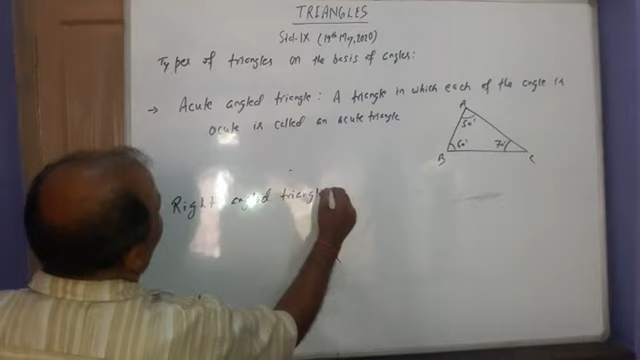 TRIANGLES
Std-IX (19th May, 2020)
Types of triangles on the basis of angles:
→ Acute angled triangle: A triangle in which each of the angle is
acute is called an acute triangle
A
50°
B
60°
70°
C
Right angled triangl